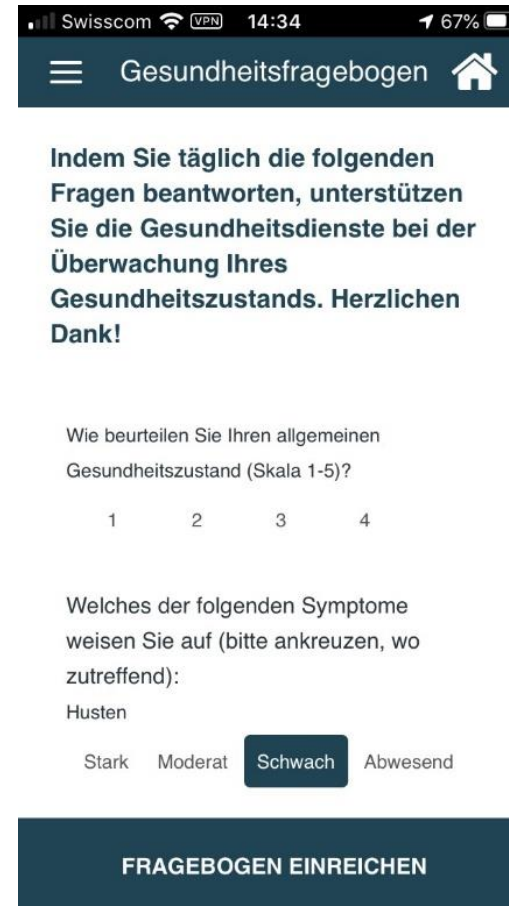 Swisscom VPN 14:34 67%
Gesundheitsfragebogen
Indem Sie täglich die folgenden
Fragen beantworten, unterstützen
Sie die Gesundheitsdienste bei der
Überwachung Ihres
Gesundheitszustands. Herzlichen
Dank!
Wie beurteilen Sie Ihren allgemeinen
Gesundheitszustand (Skala 1-5)?
1 2 3 4
Welches der folgenden Symptome
weisen Sie auf (bitte ankreuzen, wo
zutreffend):
Husten
Stark Moderat Schwach Abwesend
FRAGEBOGEN EINREICHEN